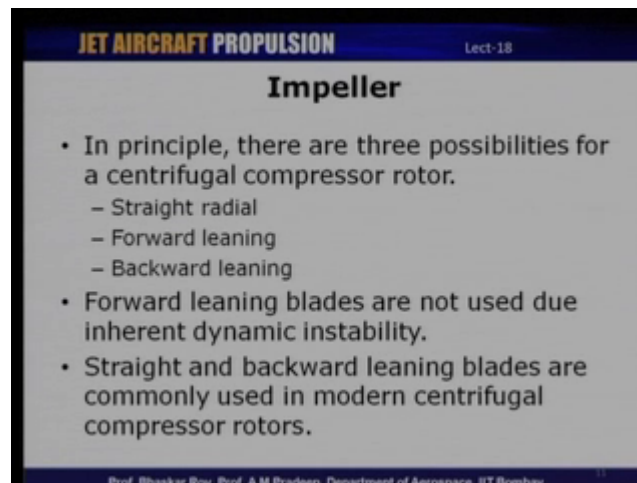 JET AIRCRAFT PROPULSION
Lect-18
Impeller
• In principle, there are three possibilities for
a centrifugal compressor rotor.
– Straight radial
– Forward leaning
– Backward leaning
• Forward leaning blades are not used due
inherent dynamic instability.
• Straight and backward leaning blades are
commonly used in modern centrifugal
compressor rotors.
11
Prof. Bhaskar Roy, Prof. A M Pradeep, Department of Aerospace, IIT Bombay